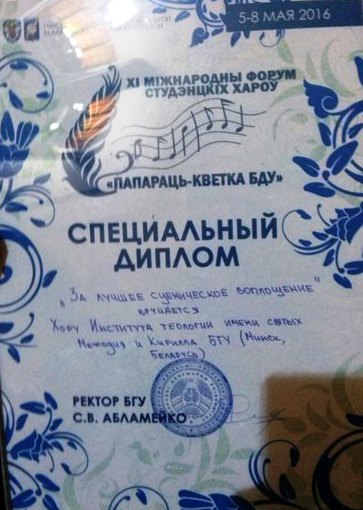 5-8 МАЯ 2016
XI МІЖНАРОДНЫ ФОРУМ
СТУДЭНЦКІХ ХАРОЎ
«ПАПАРАЦЬ-КВЕТКА БДУ»
СПЕЦИАЛЬНЫЙ
ДИПЛОМ
„За лучшее сценическое воплощение"
вручается
Хору Института теологии имени святых
Мефодия и Кирилла БГУ (Минск,
Беларусь)
РЕКТОР БГУ
С.В. АБЛАМЕЙКО